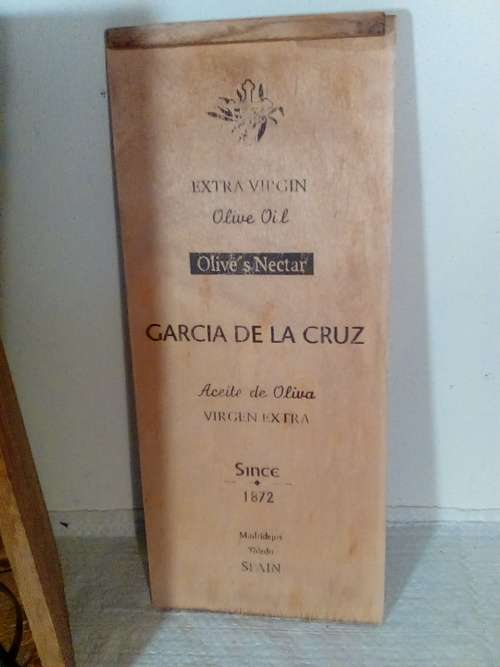 EXTRA VIRGIN
Olive Oil
Olive's Nectar
GARCIA DE LA CRUZ
Aceite de Oliva
VIRGEN EXTRA
SINCE
1872
Madridejos
Toledo
SPAIN